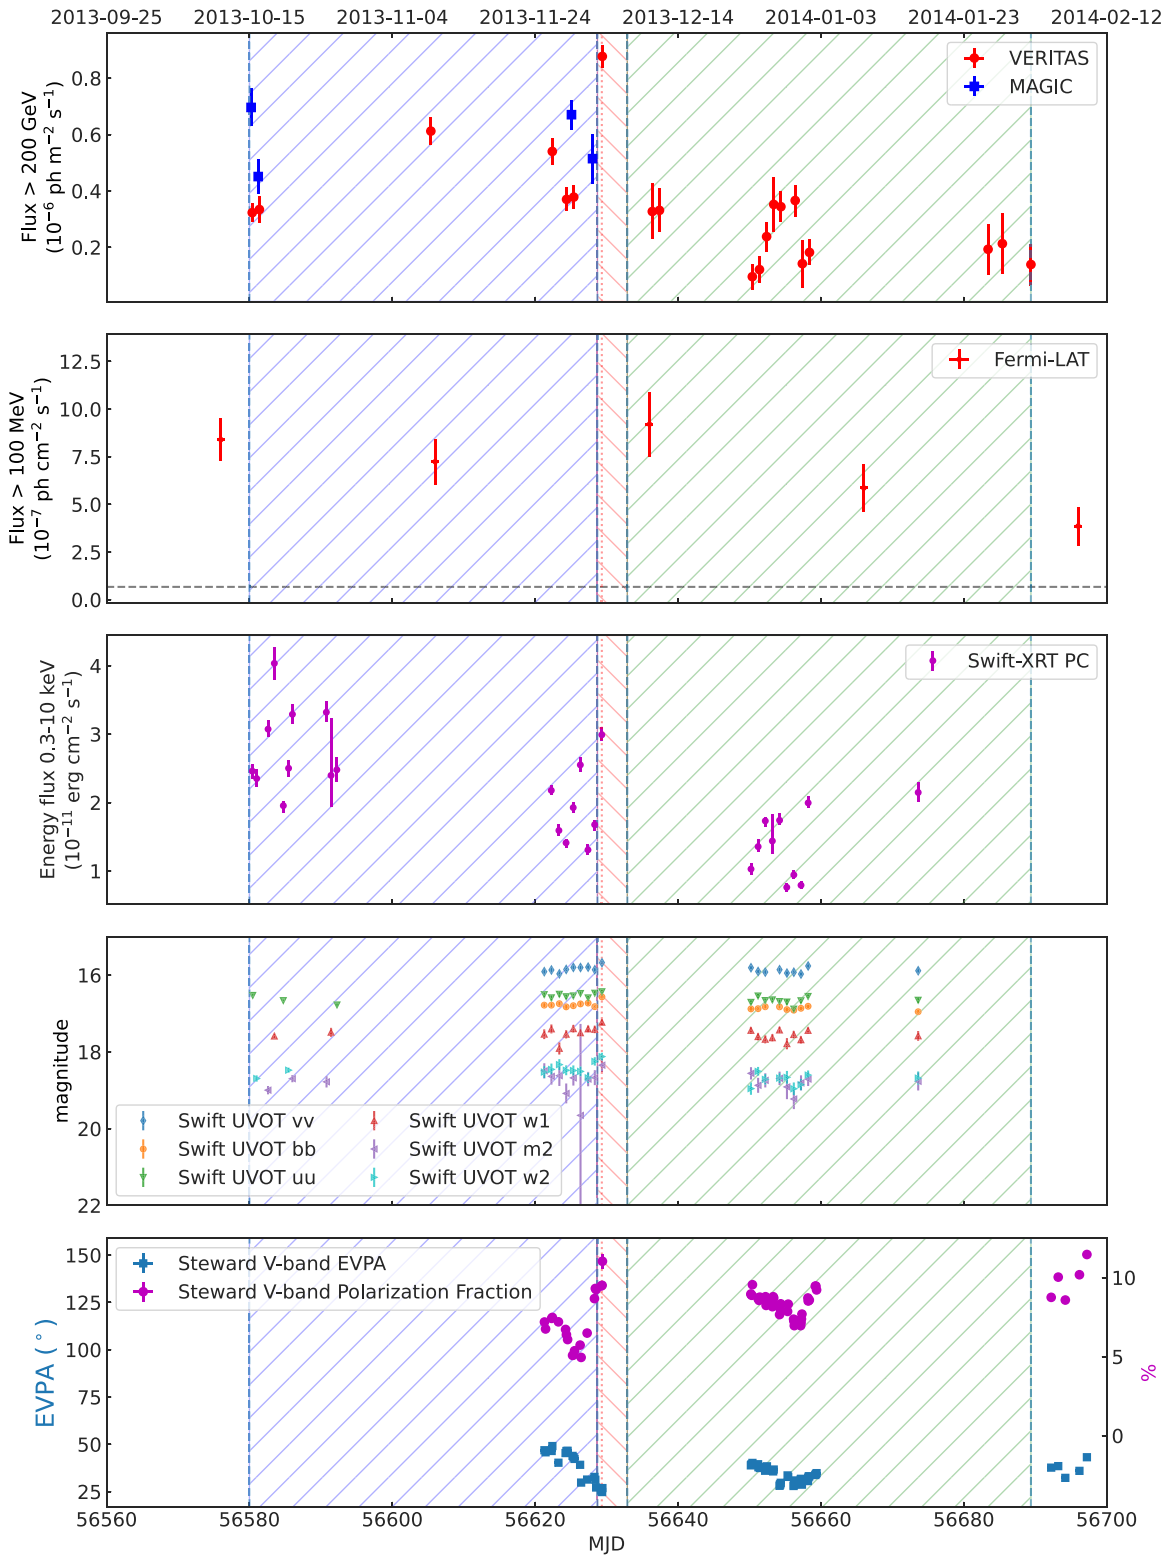 2013-09-25 2013-10-15 2013-11-04 2013-11-24 2013-12-14 2014-01-03 2014-01-23 2014-02-12
Flux > 200 GeV
(10⁻⁶ ph m⁻² s⁻¹)
0.8
0.6
0.4
0.2
VERITAS
MAGIC
Flux > 100 MeV
(10⁻⁷ ph cm⁻² s⁻¹)
12.5
10.0
7.5
5.0
2.5
0.0
Fermi-LAT
Energy flux 0.3-10 keV
(10⁻¹¹ erg cm⁻² s⁻¹)
4
3
2
1
Swift-XRT PC
magnitude
16
18
20
22
Swift UVOT vv
Swift UVOT bb
Swift UVOT uu
Swift UVOT w1
Swift UVOT m2
Swift UVOT w2
EVPA (°)
150
125
100
75
50
25
Steward V-band EVPA
Steward V-band Polarization Fraction
10
5
0
%
56560 56580 56600 56620 56640 56660 56680 56700
MJD